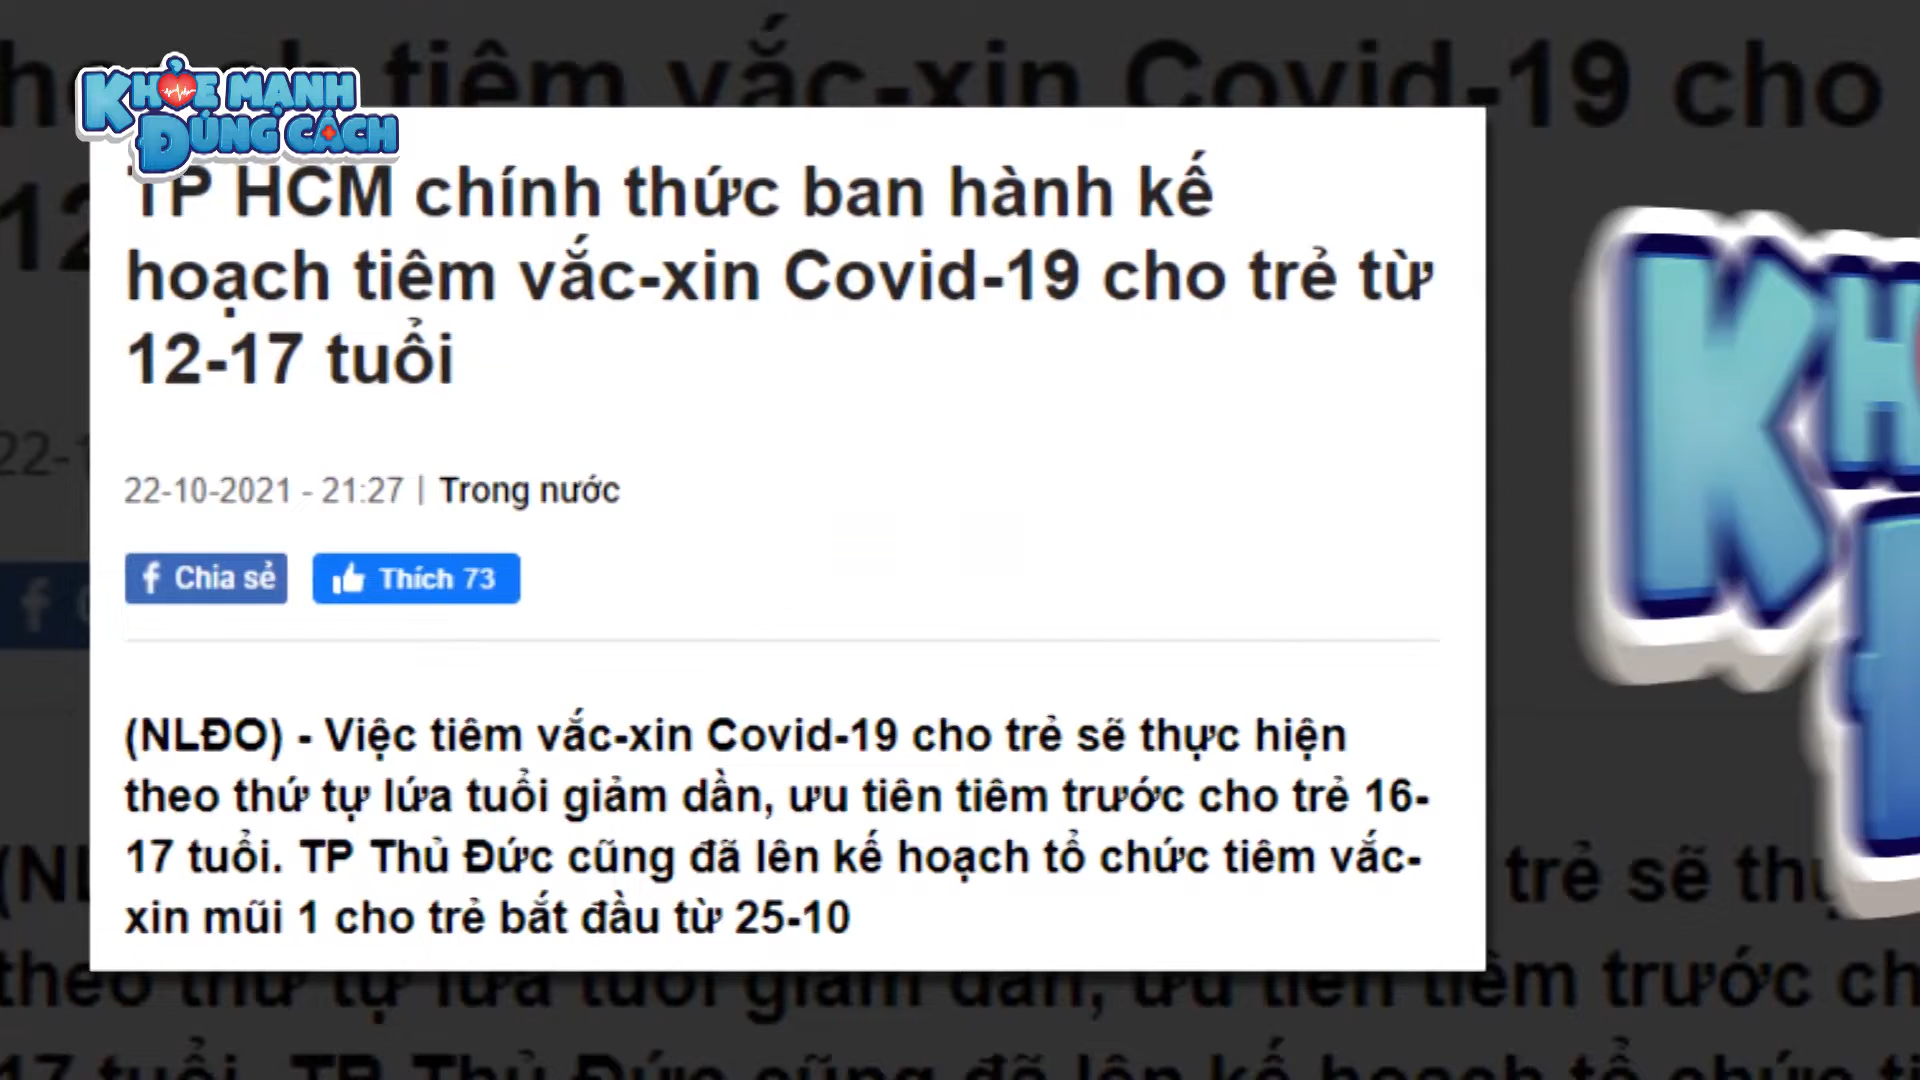 KHỎE MẠNH
ĐÚNG CÁCH
TP HCM chính thức ban hành kế
hoạch tiêm vắc-xin Covid-19 cho trẻ từ
12-17 tuổi
22-10-2021 - 21:27 | Trong nước
Chia sẻ
Thích 73
(NLĐO) - Việc tiêm vắc-xin Covid-19 cho trẻ sẽ thực hiện
theo thứ tự lứa tuổi giảm dần, ưu tiên tiêm trước cho trẻ 16-
17 tuổi. TP Thủ Đức cũng đã lên kế hoạch tổ chức tiêm vắc-
xin mũi 1 cho trẻ bắt đầu từ 25-10